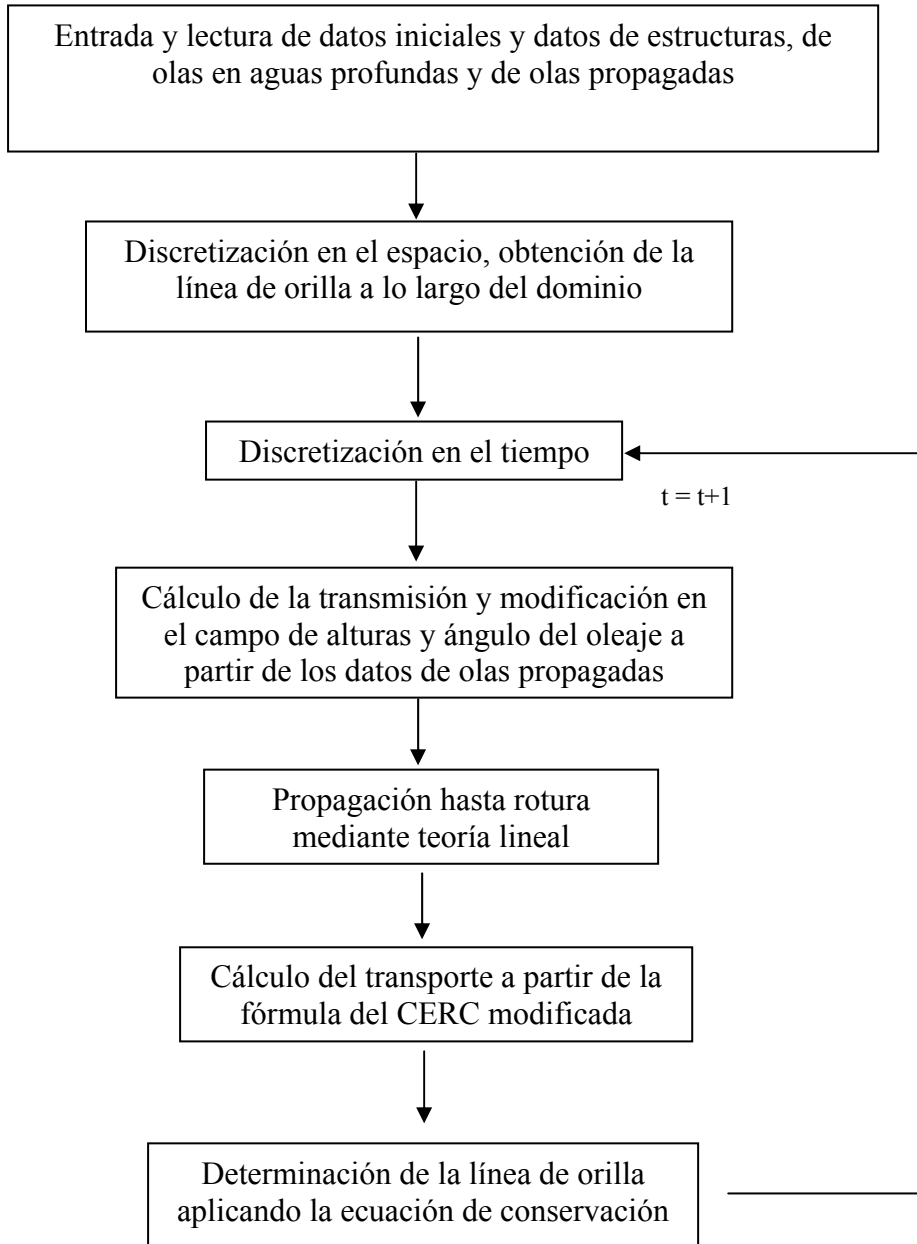 Entrada y lectura de datos iniciales y datos de estructuras, de
olas en aguas profundas y de olas propagadas
Discretización en el espacio, obtención de la
línea de orilla a lo largo del dominio
Discretización en el tiempo
t = t+1
Cálculo de la transmisión y modificación en
el campo de alturas y ángulo del oleaje a
partir de los datos de olas propagadas
Propagación hasta rotura
mediante teoría lineal
Cálculo del transporte a partir de la
fórmula del CERC modificada
Determinación de la línea de orilla
aplicando la ecuación de conservación